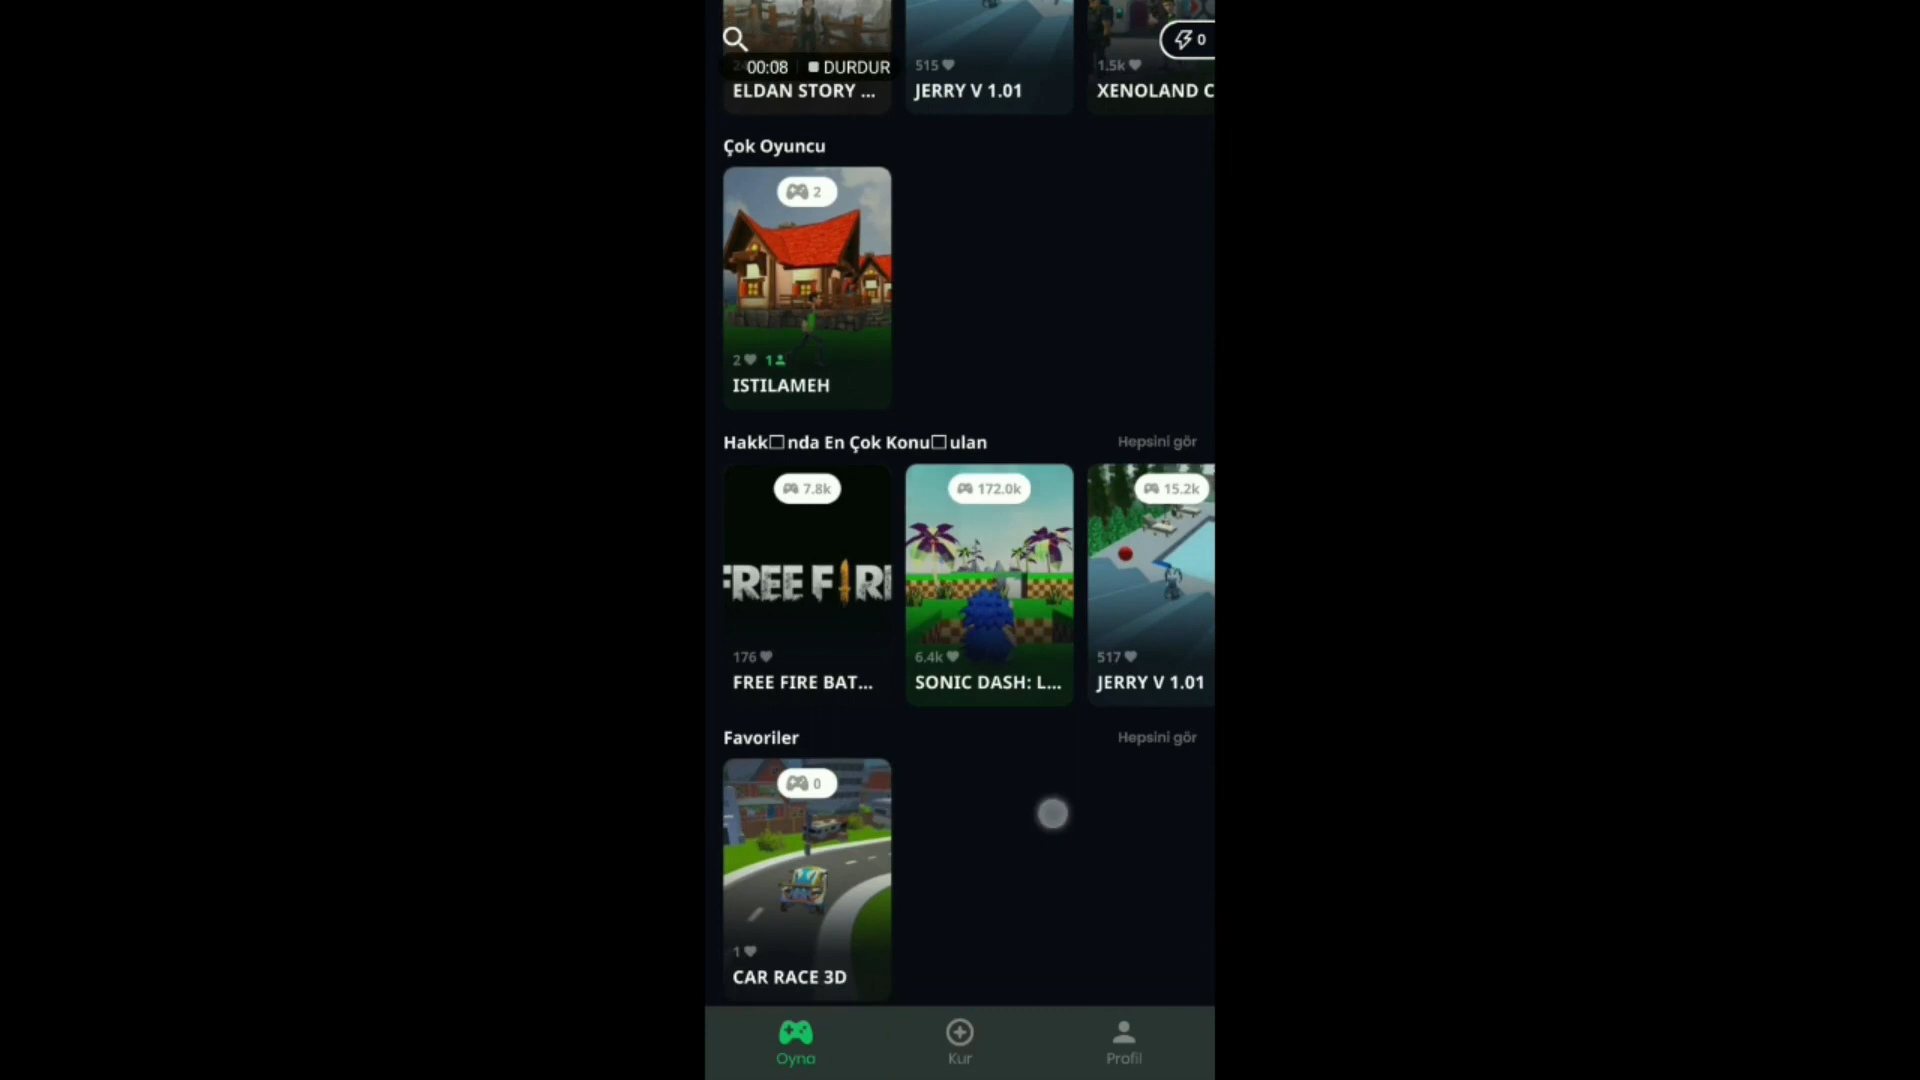 0
00:08 DURDUR
515
1.5k
ELDAN STORY ...
JERRY V 1.01
XENOLAND C
Çok Oyuncu
2
2 1
ISTILAMEH
Hakk□nda En Çok Konu□ulan
Hepsini gör
7.8k
172.0k
15.2k
FREE FIRE
176
6.4k
517
FREE FIRE BAT...
SONIC DASH: L...
JERRY V 1.01
Favoriler
Hepsini gör
0
1
CAR RACE 3D
Oyna
Kur
Profil